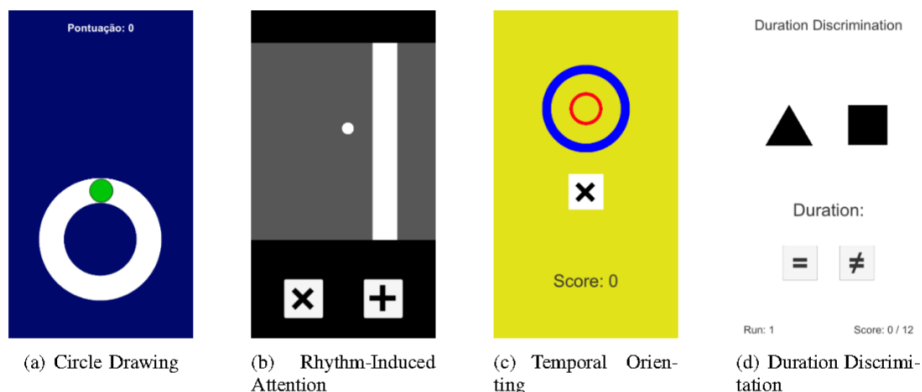 Pontuação: 0
×
+
×
Score: 0
Duration Discrimination
Duration:
=
≠
Run: 1
Score: 0 / 12
(a) Circle Drawing
(b) Rhythm-Induced
Attention
(c) Temporal Orien-
ting
(d) Duration Discrimi-
tation